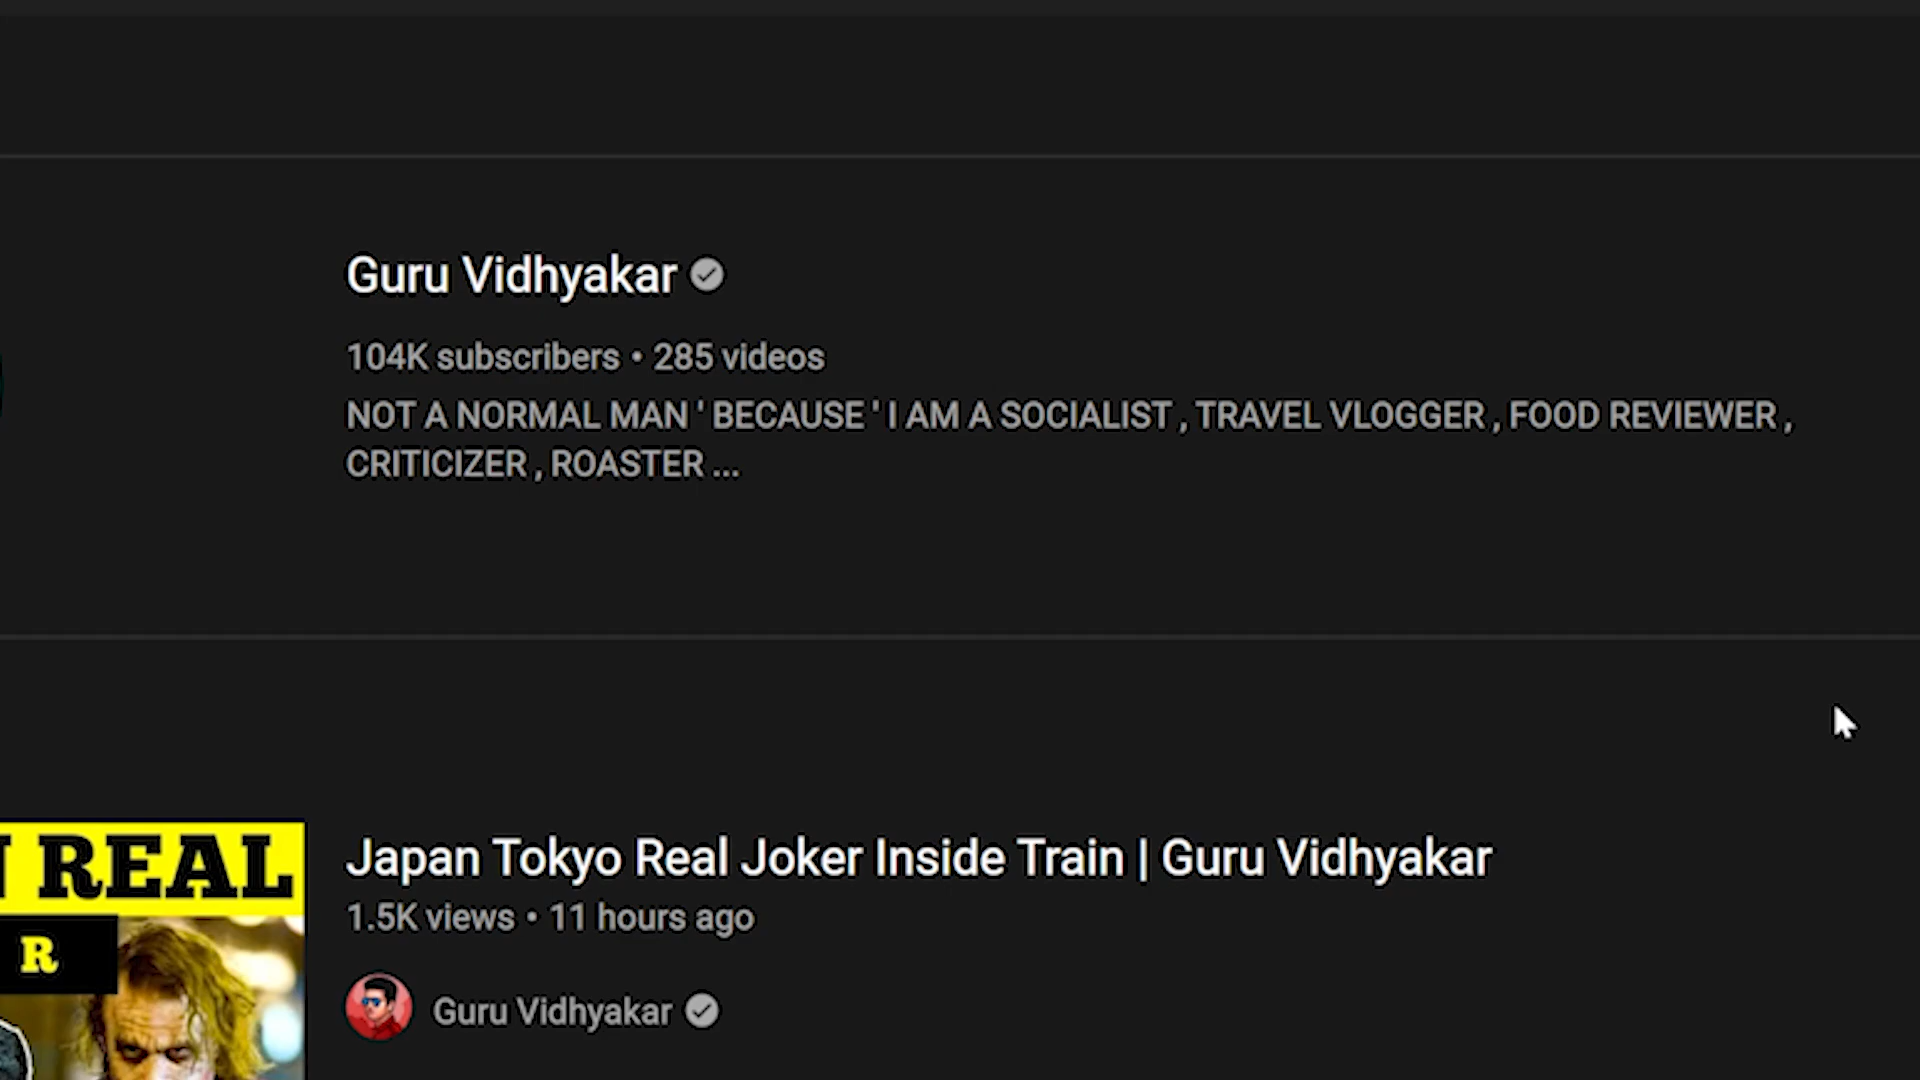 Guru Vidhyakar
104K subscribers • 285 videos
NOT A NORMAL MAN ' BECAUSE ' I AM A SOCIALIST , TRAVEL VLOGGER , FOOD REVIEWER ,
CRITICIZER , ROASTER ...
REAL
R
Japan Tokyo Real Joker Inside Train | Guru Vidhyakar
1.5K views • 11 hours ago
Guru Vidhyakar